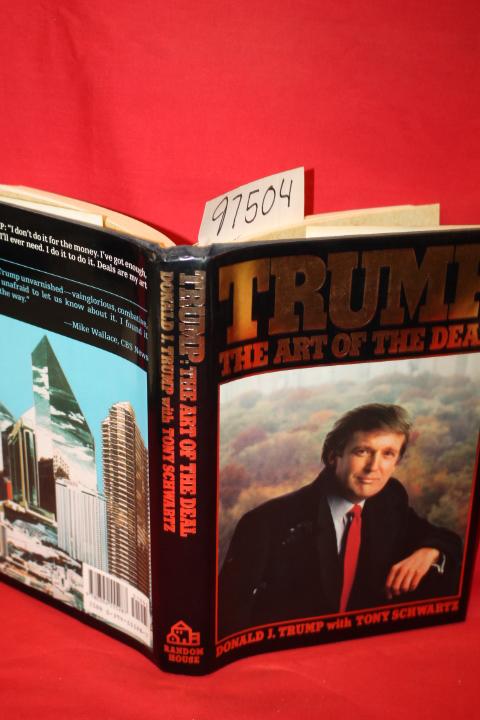 97504
P: "I don't do it for the money. I've got enough,
I'll ever need. I do it to do it. Deals are my art
Trump unvarnished—vainglorious, combative,
unafraid to let us know about it. I found it
the way."
—Mike Wallace, CBS News
TRUMP: THE ART OF THE DEAL
DONALD J. TRUMP with TONY SCHWARTZ
RANDOM
HOUSE
TRUMP
THE ART OF THE DEAL
DONALD J. TRUMP with TONY SCHWARTZ